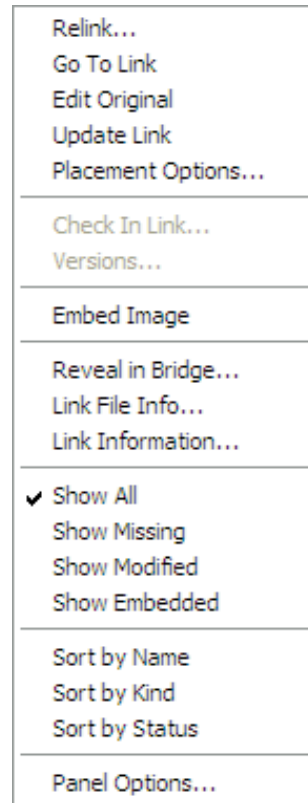 Relink...
Go To Link
Edit Original
Update Link
Placement Options...
Check In Link...
Versions...
Embed Image
Reveal in Bridge...
Link File Info...
Link Information...
Show All
Show Missing
Show Modified
Show Embedded
Sort by Name
Sort by Kind
Sort by Status
Panel Options...